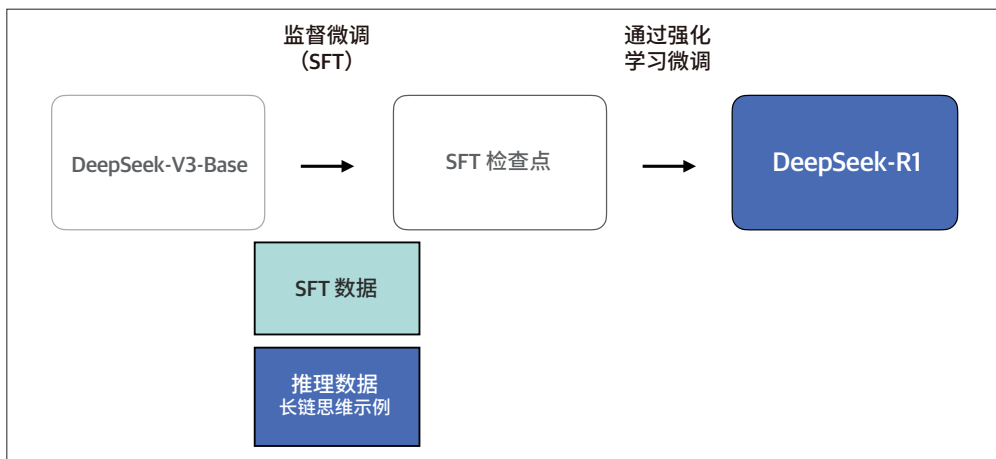 监督微调
（SFT）
通过强化
学习微调
DeepSeek-V3-Base
SFT 检查点
DeepSeek-R1
SFT 数据
推理数据
长链思维示例